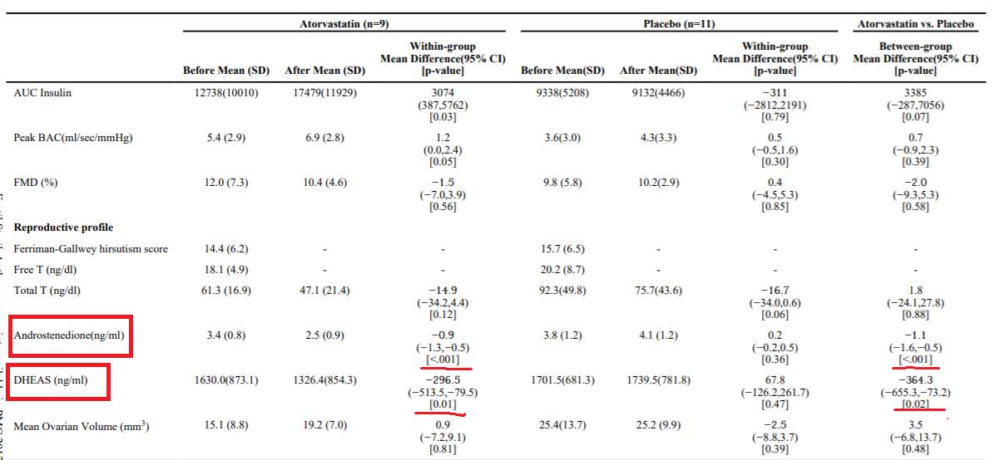 Atorvastatin (n=9) Placebo (n=11) Atorvastatin vs. Placebo
Within-group Within-group Between-group
Mean Difference(95% CI) Mean Difference(95% CI) Mean Difference(95% CI)
Before Mean (SD) After Mean (SD) [p-value] Before Mean(SD) After Mean(SD) [p-value] [p-value]
AUC Insulin 12738(10010) 17479(11929) 3074 9338(5208) 9132(4466) −311 3385
(387,5762) (−2812,2191) (−287,7056)
[0.03] [0.79] [0.07]
Peak BAC(ml/sec/mmHg) 5.4 (2.9) 6.9 (2.8) 1.2 3.6(3.0) 4.3(3.3) 0.5 0.7
(0.0,2.4) (−0.5,1.6) (−0.9,2.3)
[0.05] [0.30] [0.39]
FMD (%) 12.0 (7.3) 10.4 (4.6) −1.5 9.8 (5.8) 10.2(2.9) 0.4 −2.0
(−7.0,3.9) (−4.5,5.3) (−9.3,5.3)
[0.56] [0.85] [0.58]
Reproductive profile
Ferriman-Gallwey hirsutism score 14.4 (6.2) - - 15.7 (6.5) - - -
Free T (ng/dl) 18.1 (4.9) - - 20.2 (8.7) - - -
Total T (ng/dl) 61.3 (16.9) 47.1 (21.4) −14.9 92.3(49.8) 75.7(43.6) −16.7 1.8
(−34.2,4.4) (−34.0,0.6) (−24.1,27.8)
[0.12] [0.06] [0.88]
Androstenedione(ng/ml) 3.4 (0.8) 2.5 (0.9) −0.9 3.8 (1.2) 4.1 (1.2) 0.2 −1.1
(−1.3,−0.5) (−0.2,0.5) (−1.6,−0.5)
[<.001] [0.36] [<.001]
DHEAS (ng/ml) 1630.0(873.1) 1326.4(854.3) −296.5 1701.5(681.3) 1739.5(781.8) 67.8 −364.3
(−513.5,−79.5) (−126.2,261.7) (−655.3,−73.2)
[0.01] [0.47] [0.02]
Mean Ovarian Volume (mm³) 15.1 (8.8) 19.2 (7.0) 0.9 25.4(13.7) 25.2 (9.9) −2.5 3.5
(−7.2,9.1) (−8.8,3.7) (−6.8,13.7)
[0.81] [0.39] [0.48]